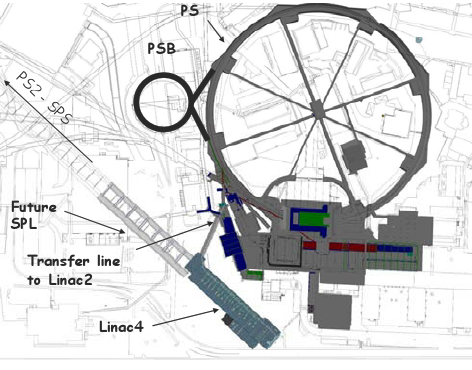 PS
PSB
PS2 - SPS
Future
SPL
Transfer line
to Linac2
Linac4